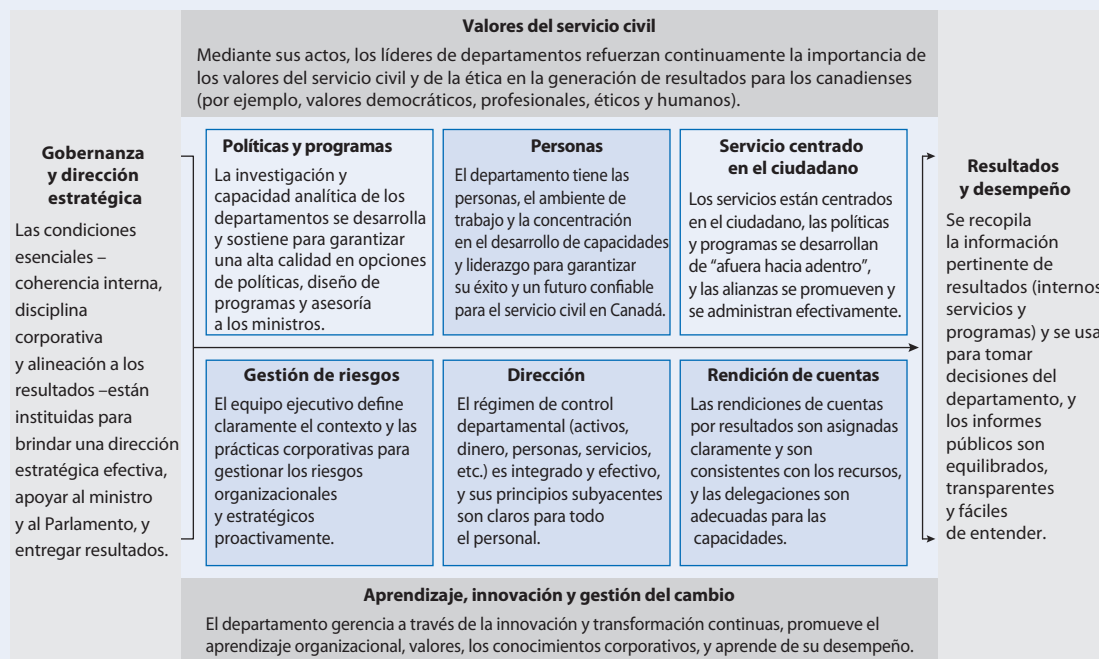 Valores del servicio civil
Mediante sus actos, los líderes de departamentos refuerzan continuamente la importancia de
los valores del servicio civil y de la ética en la generación de resultados para los canadienses
(por ejemplo, valores democráticos, profesionales, éticos y humanos).
Gobernanza
y dirección
estratégica
Las condiciones
esenciales –
coherencia interna,
disciplina
corporativa
y alineación a los
resultados –están
instituidas para
brindar una dirección
estratégica efectiva,
apoyar al ministro
y al Parlamento, y
entregar resultados.
Políticas y programas
La investigación y
capacidad analítica de los
departamentos se desarrolla
y sostiene para garantizar
una alta calidad en opciones
de políticas, diseño de
programas y asesoría
a los ministros.
Personas
El departamento tiene las
personas, el ambiente de
trabajo y la concentración
en el desarrollo de capacidades
y liderazgo para garantizar
su éxito y un futuro confiable
para el servicio civil en Canadá.
Servicio centrado
en el ciudadano
Los servicios están centrados
en el ciudadano, las políticas
y programas se desarrollan
de “afuera hacia adentro”,
y las alianzas se promueven y
se administran efectivamente.
Gestión de riesgos
El equipo ejecutivo define
claramente el contexto y las
prácticas corporativas para
gestionar los riesgos
organizacionales
y estratégicos
proactivamente.
Dirección
El régimen de control
departamental (activos,
dinero, personas, servicios,
etc.) es integrado y efectivo,
y sus principios subyacentes
son claros para todo
el personal.
Rendición de cuentas
Las rendiciones de cuentas
por resultados son asignadas
claramente y son
consistentes con los recursos,
y las delegaciones son
adecuadas para las
capacidades.
Resultados
y desempeño
Se recopila
la información
pertinente de
resultados (internos
servicios y
programas) y se usa
para tomar
decisiones del
departamento, y
los informes
públicos son
equilibrados,
transparentes
y fáciles
de entender.
Aprendizaje, innovación y gestión del cambio
El departamento gerencia a través de la innovación y transformación continuas, promueve el
aprendizaje organizacional, valores, los conocimientos corporativos, y aprende de su desempeño.